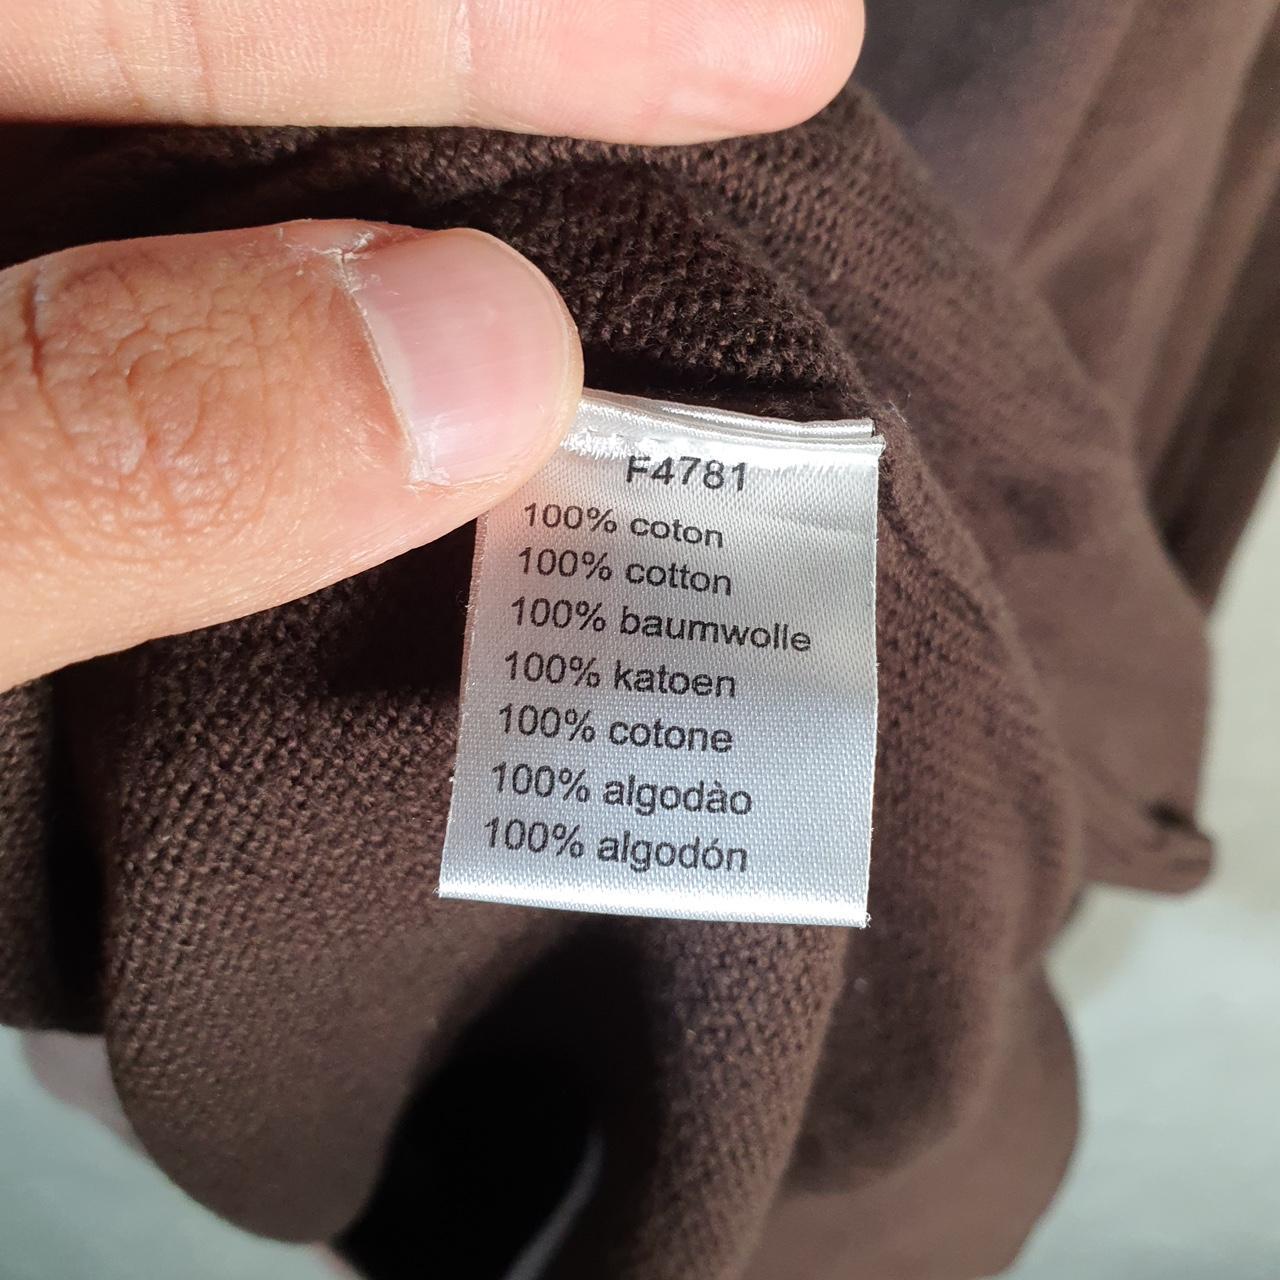 F4781
100% coton
100% cotton
100% baumwolle
100% katoen
100% cotone
100% algodào
100% algodón